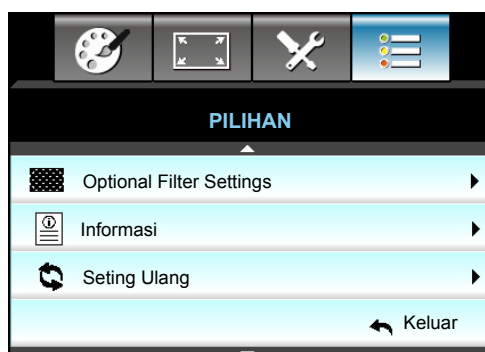 PILIHAN
Optional Filter Settings
Informasi
Seting Ulang
Keluar